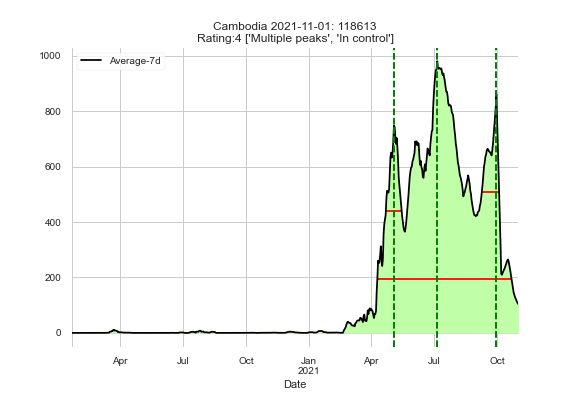 Cambodia 2021-11-01: 118613
Rating:4 ['Multiple peaks', 'In control']
Average-7d
1000
800
600
400
200
0
Apr Jul Oct Jan Apr Jul Oct
2021
Date